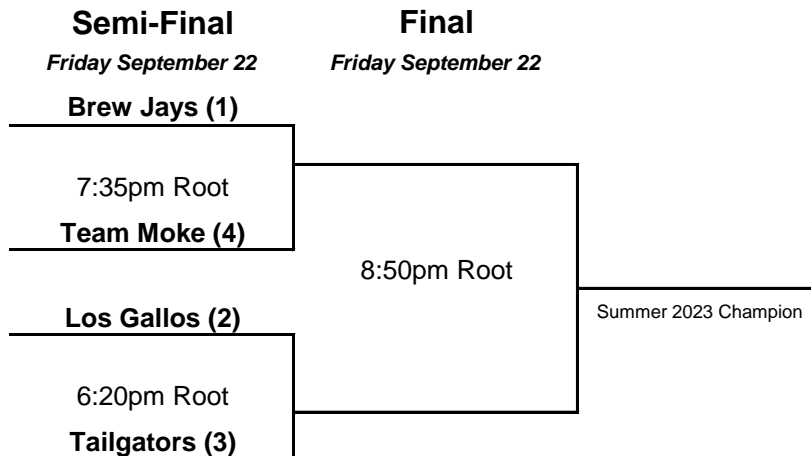 Semi-Final
Final
Friday September 22
Friday September 22
Brew Jays (1)
7:35pm Root
Team Moke (4)
8:50pm Root
Los Gallos (2)
Summer 2023 Champion
6:20pm Root
Tailgators (3)